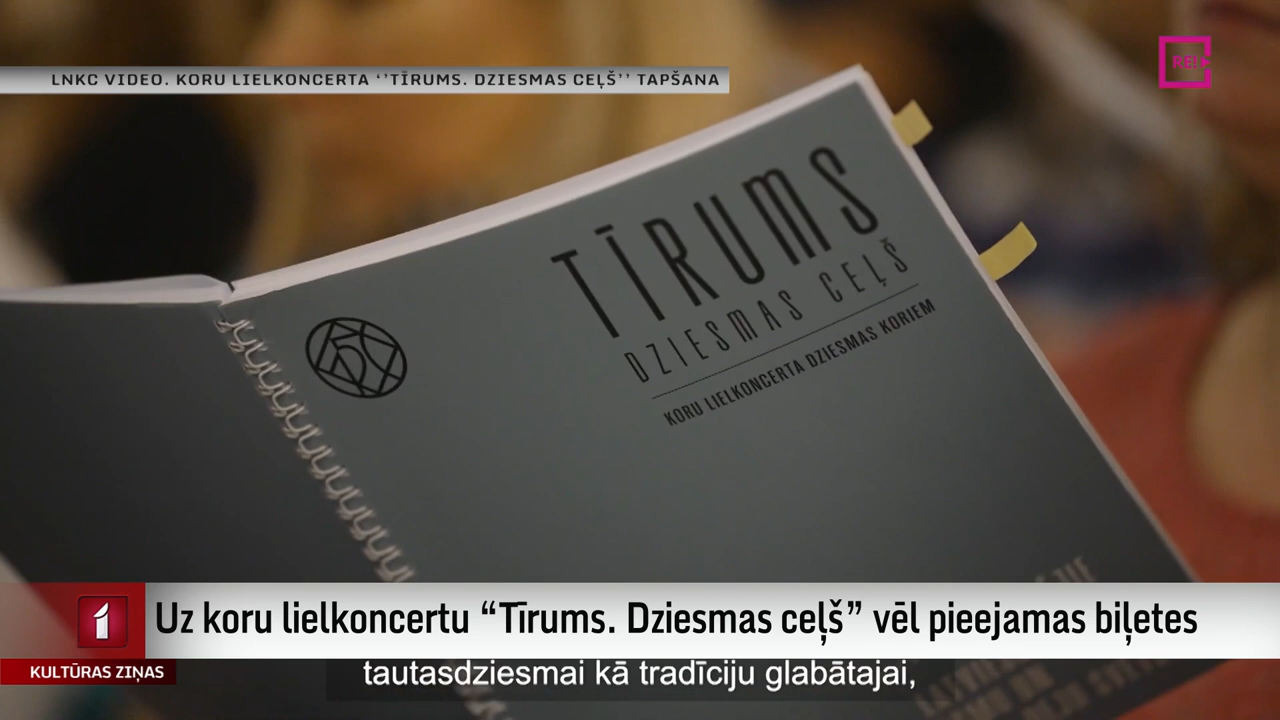 LNKC VIDEO. KORU LIELKONCERTA ‘’TĪRUMS. DZIESMAS CEĻŠ’’ TAPŠANA
RE:
TĪRUMS
DZIESMAS CEĻŠ
KORU LIELKONCERTA DZIESMAS KORIEM
1
Uz koru lielkoncertu “Tīrums. Dziesmas ceļš” vēl pieejamas biļetes
KULTŪRAS ZIŅAS
tautasdziesmai kā tradīciju glabātajai,